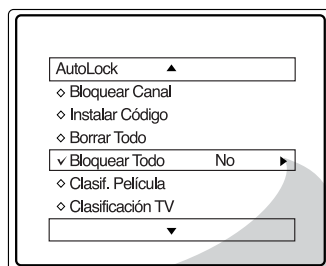 AutoLock ▲
◇ Bloquear Canal
◇ Instalar Código
◇ Borrar Todo
✓ Bloquear Todo No ▶
◇ Clasif. Película
◇ Clasificación TV
▼